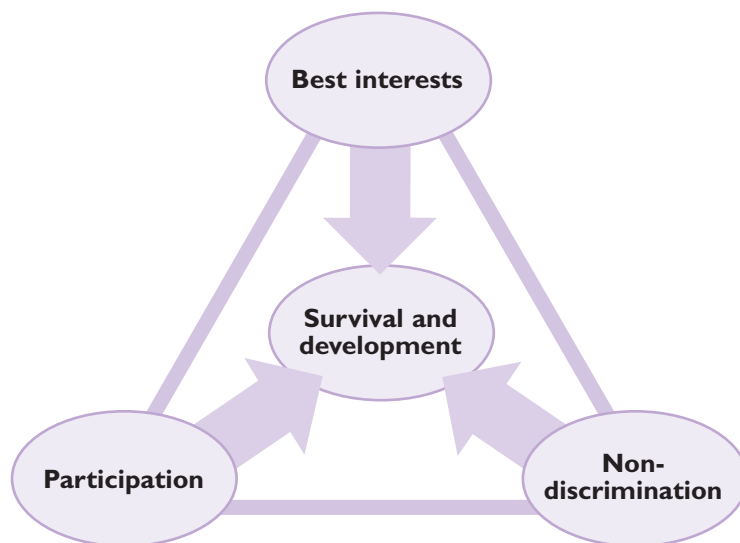 Best interests
Survival and
development
Participation
Non-
discrimination